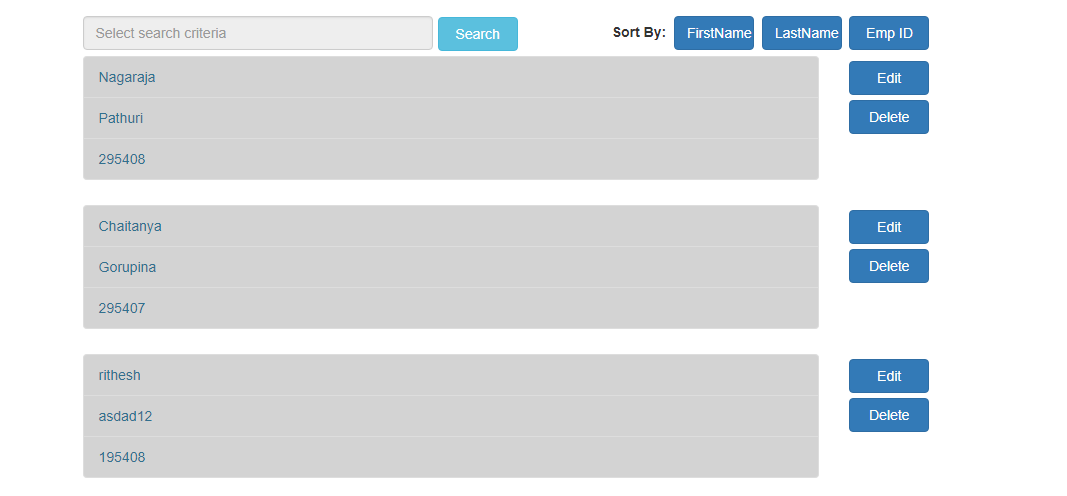 Select search criteria Search Sort By: FirstName LastName Emp ID
Nagaraja Edit
Pathuri Delete
295408
Chaitanya Edit
Gorupina Delete
295407
rithesh Edit
asdad12 Delete
195408